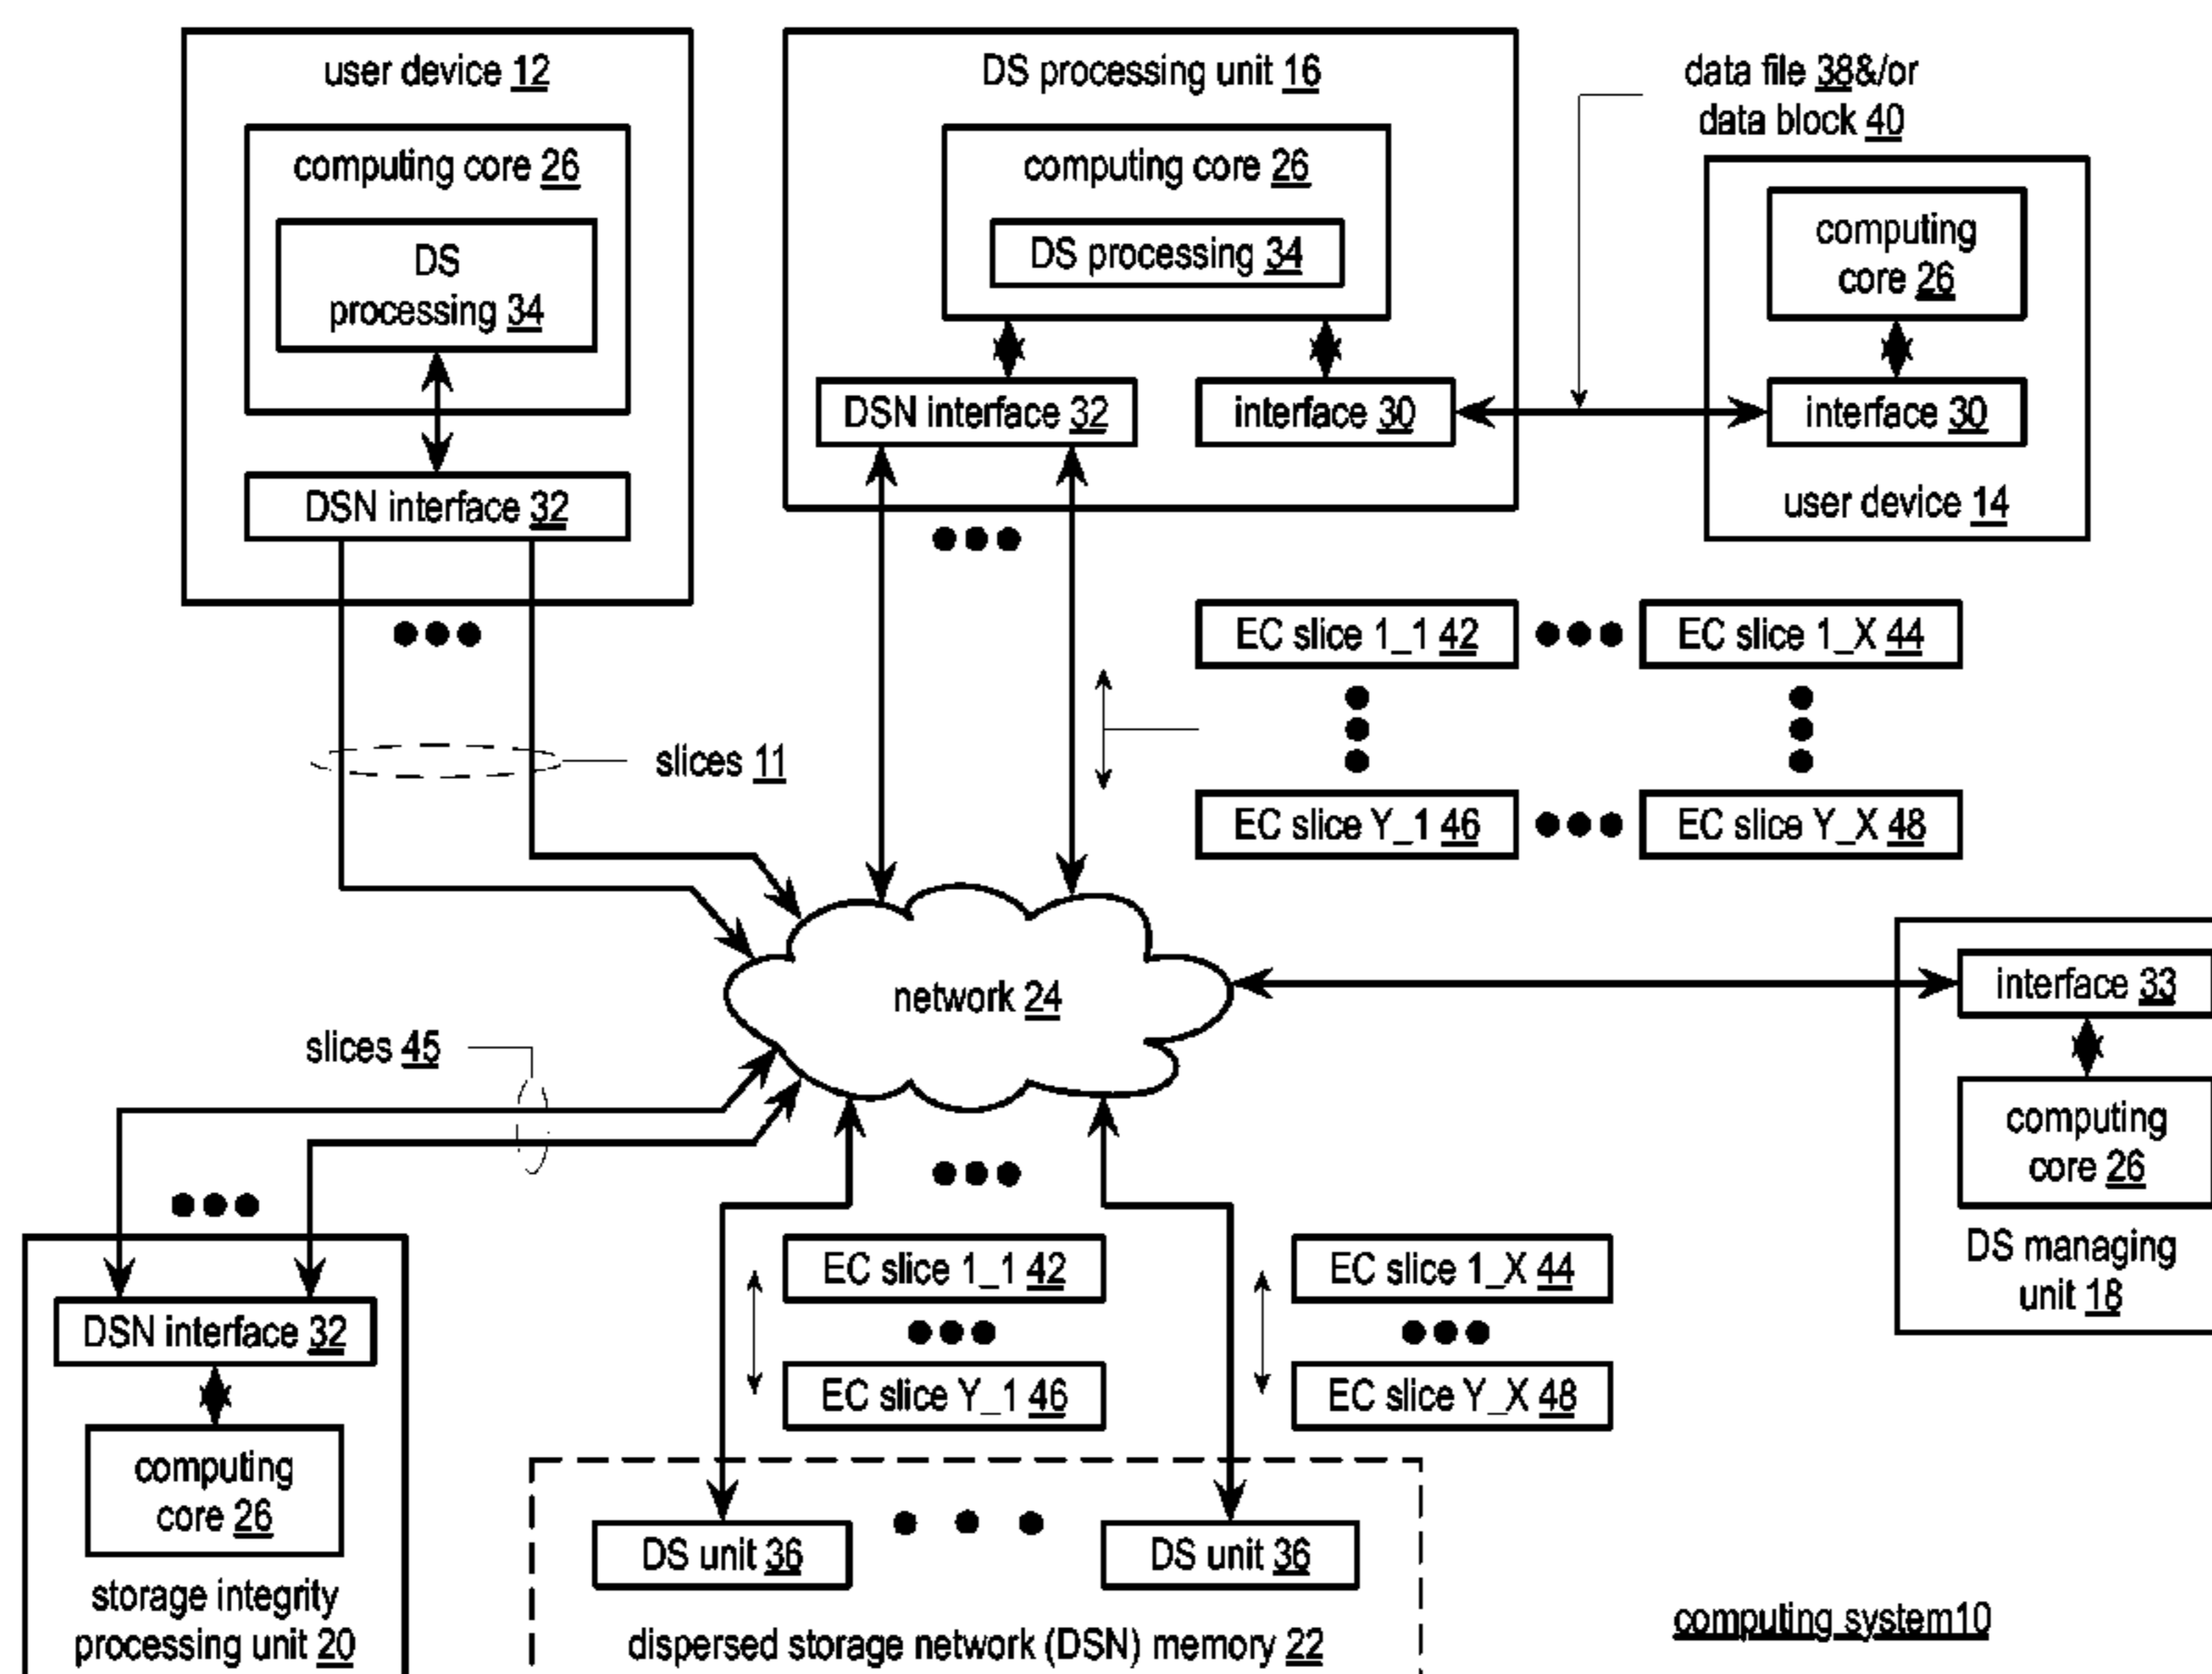 user device 12
computing core 26
DS
processing 34
DSN interface 32
DS processing unit 16
computing core 26
DS processing 34
DSN interface 32
interface 30
data file 38&/or
data block 40
computing
core 26
interface 30
user device 14
EC slice 1_1 42
EC slice 1_X 44
EC slice Y_1 46
EC slice Y_X 48
slices 11
network 24
interface 33
computing
core 26
DS managing
unit 18
slices 45
DSN interface 32
computing
core 26
storage integrity
processing unit 20
EC slice 1_1 42
EC slice Y_1 46
EC slice 1_X 44
EC slice Y_X 48
DS unit 36
DS unit 36
dispersed storage network (DSN) memory 22
computing system10